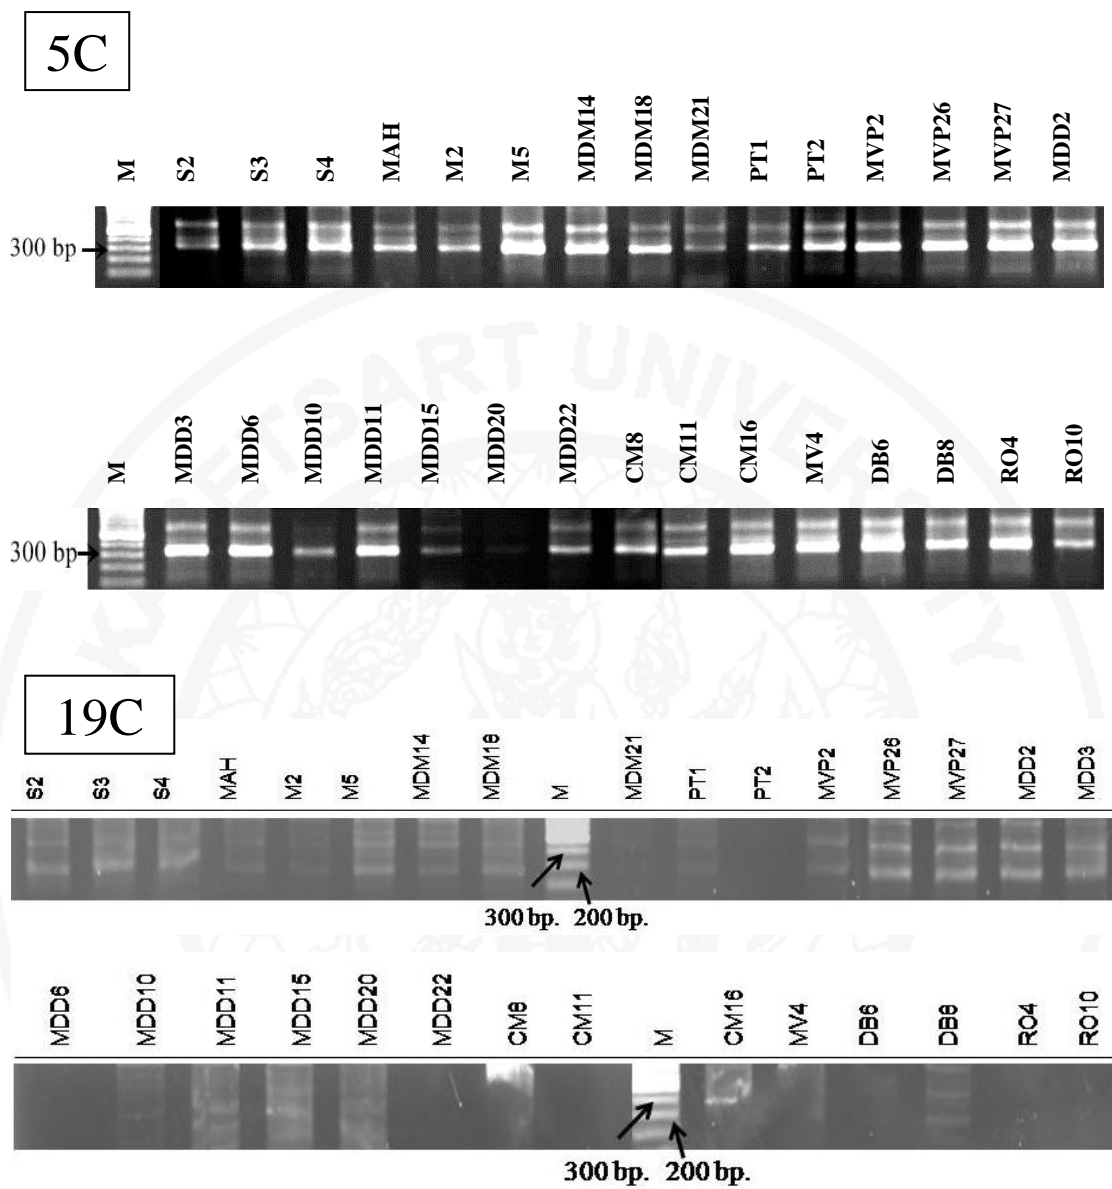 5C
M S2 S3 S4 MAH M2 M5 MDM14 MDM18 MDM21 PT1 PT2 MVP2 MVP26 MVP27 MDD2
300 bp
M MDD3 MDD6 MDD10 MDD11 MDD15 MDD20 MDD22 CM8 CM11 CM16 MV4 DB6 DB8 RO4 RO10
300 bp
KASETSART UNIVERSITY
19C
S2 S3 S4 MAH M2 M5 MDM14 MDM18 M MDM21 PT1 PT2 MVP2 MVP26 MVP27 MDD2 MDD3
300 bp. 200 bp.
MDD6 MDD10 MDD11 MDD15 MDD20 MDD22 CM8 CM11 M CM16 MV4 DB6 DB8 RO4 RO10
300 bp. 200 bp.